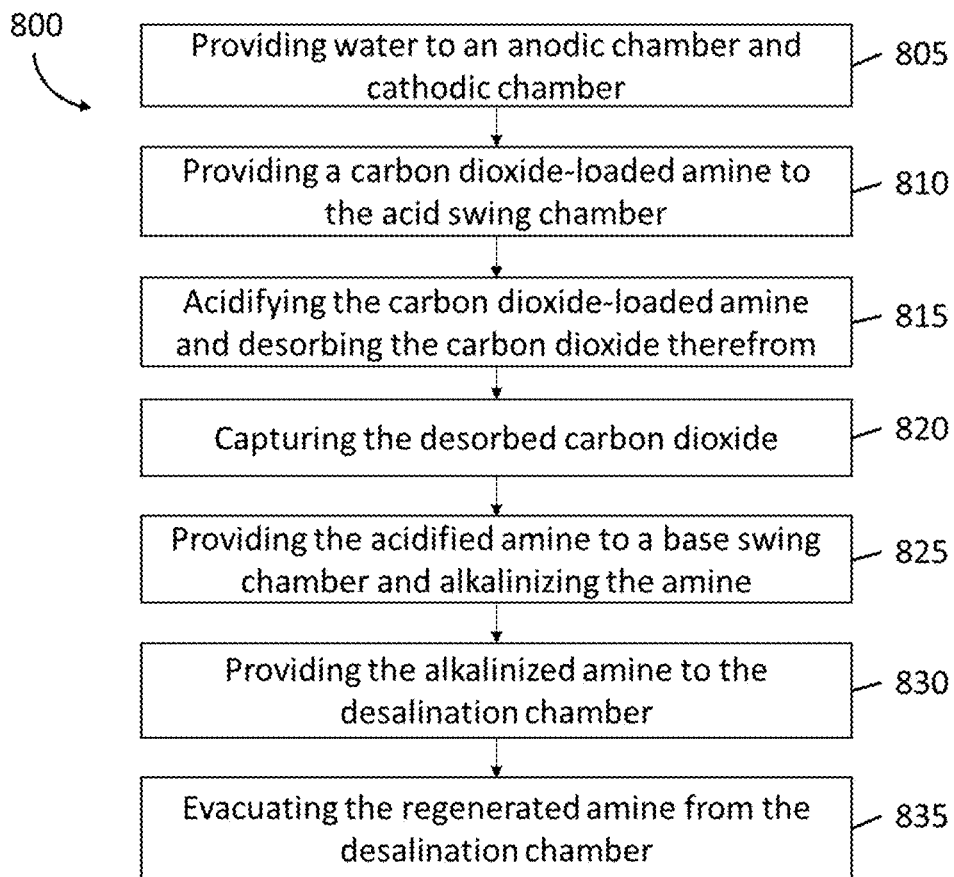 800
Providing water to an anodic chamber and
cathodic chamber
805
Providing a carbon dioxide-loaded amine to
the acid swing chamber
810
Acidifying the carbon dioxide-loaded amine
and desorbing the carbon dioxide therefrom
815
Capturing the desorbed carbon dioxide
820
Providing the acidified amine to a base swing
chamber and alkalinizing the amine
825
Providing the alkalinized amine to the
desalination chamber
830
Evacuating the regenerated amine from the
desalination chamber
835